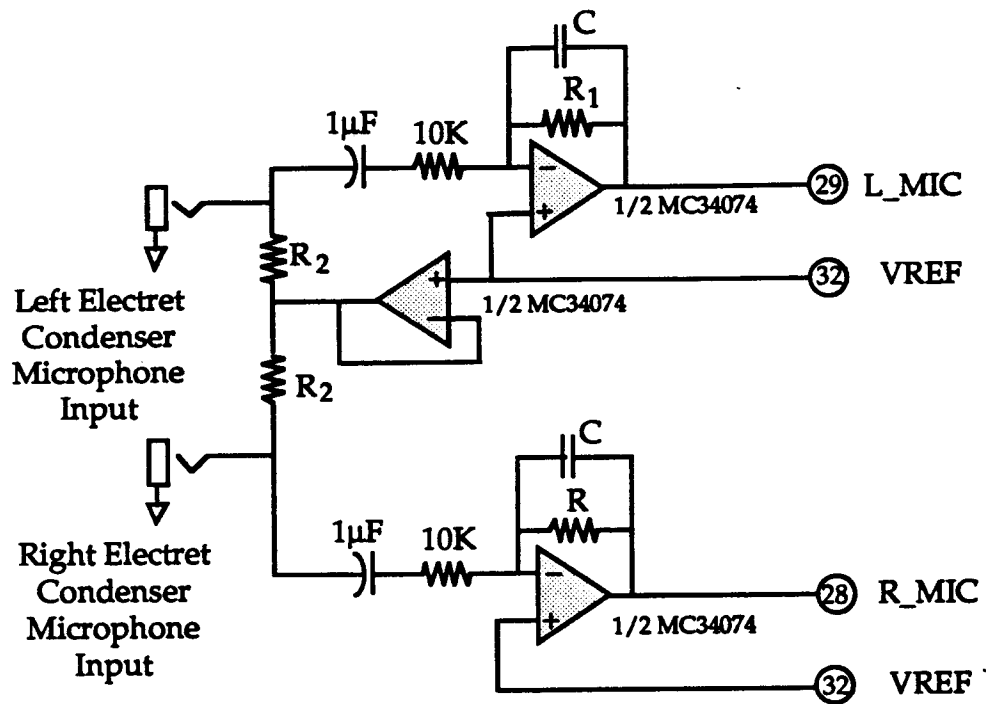 C
R1
1µF
10K
−
+
1/2 MC34074
29
L_MIC
R2
+
−
1/2 MC34074
32
VREF
Left Electret
Condenser
Microphone
Input
R2
C
R
1µF
10K
−
+
1/2 MC34074
28
R_MIC
Right Electret
Condenser
Microphone
Input
32
VREF